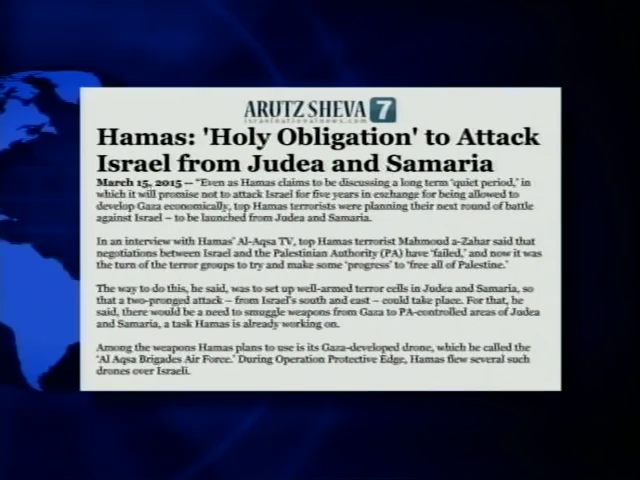 ARUTZ SHEVA 7
israelnationalnews.com
Hamas: 'Holy Obligation' to Attack
Israel from Judea and Samaria
March 15, 2015 — "Even as Hamas claims to be discussing a long term 'quiet period,' in
which it will promise not to attack Israel for five years in exchange for being allowed to
develop Gaza economically, top Hamas terrorists were planning their next round of battle
against Israel – to be launched from Judea and Samaria.
In an interview with Hamas' Al-Aqsa TV, top Hamas terrorist Mahmoud a-Zahar said that
negotiations between Israel and the Palestinian Authority (PA) have 'failed,' and now it was
the turn of the terror groups to try and make some 'progress' to 'free all of Palestine.'
The way to do this, he said, was to set up well-armed terror cells in Judea and Samaria, so
that a two-pronged attack – from Israel's south and east – could take place. For that, he
said, there would be a need to smuggle weapons from Gaza to PA-controlled areas of Judea
and Samaria, a task Hamas is already working on.
Among the weapons Hamas plans to use is its Gaza-developed drone, which he called the
'Al Aqsa Brigades Air Force.' During Operation Protective Edge, Hamas flew several such
drones over Israeli.